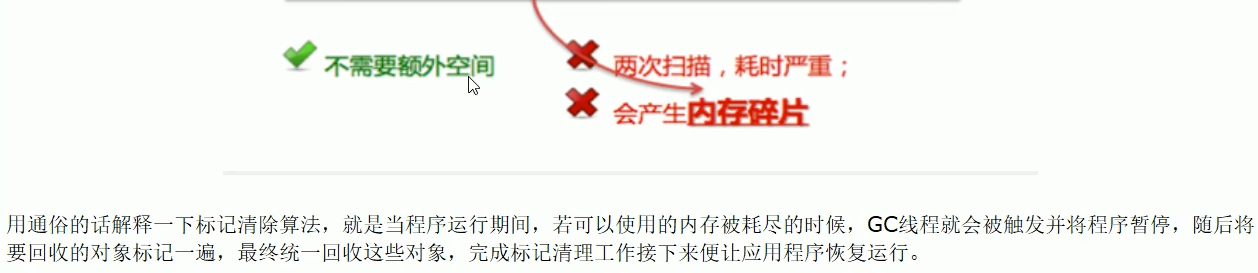 不需要额外空间
两次扫描，耗时严重；
会产生内存碎片
用通俗的话解释一下标记清除算法，就是当程序运行期间，若可以使用的内存被耗尽的时候，GC线程就会被触发并将程序暂停，随后将
要回收的对象标记一遍，最终统一回收这些对象，完成标记清理工作接下来便让应用程序恢复运行。